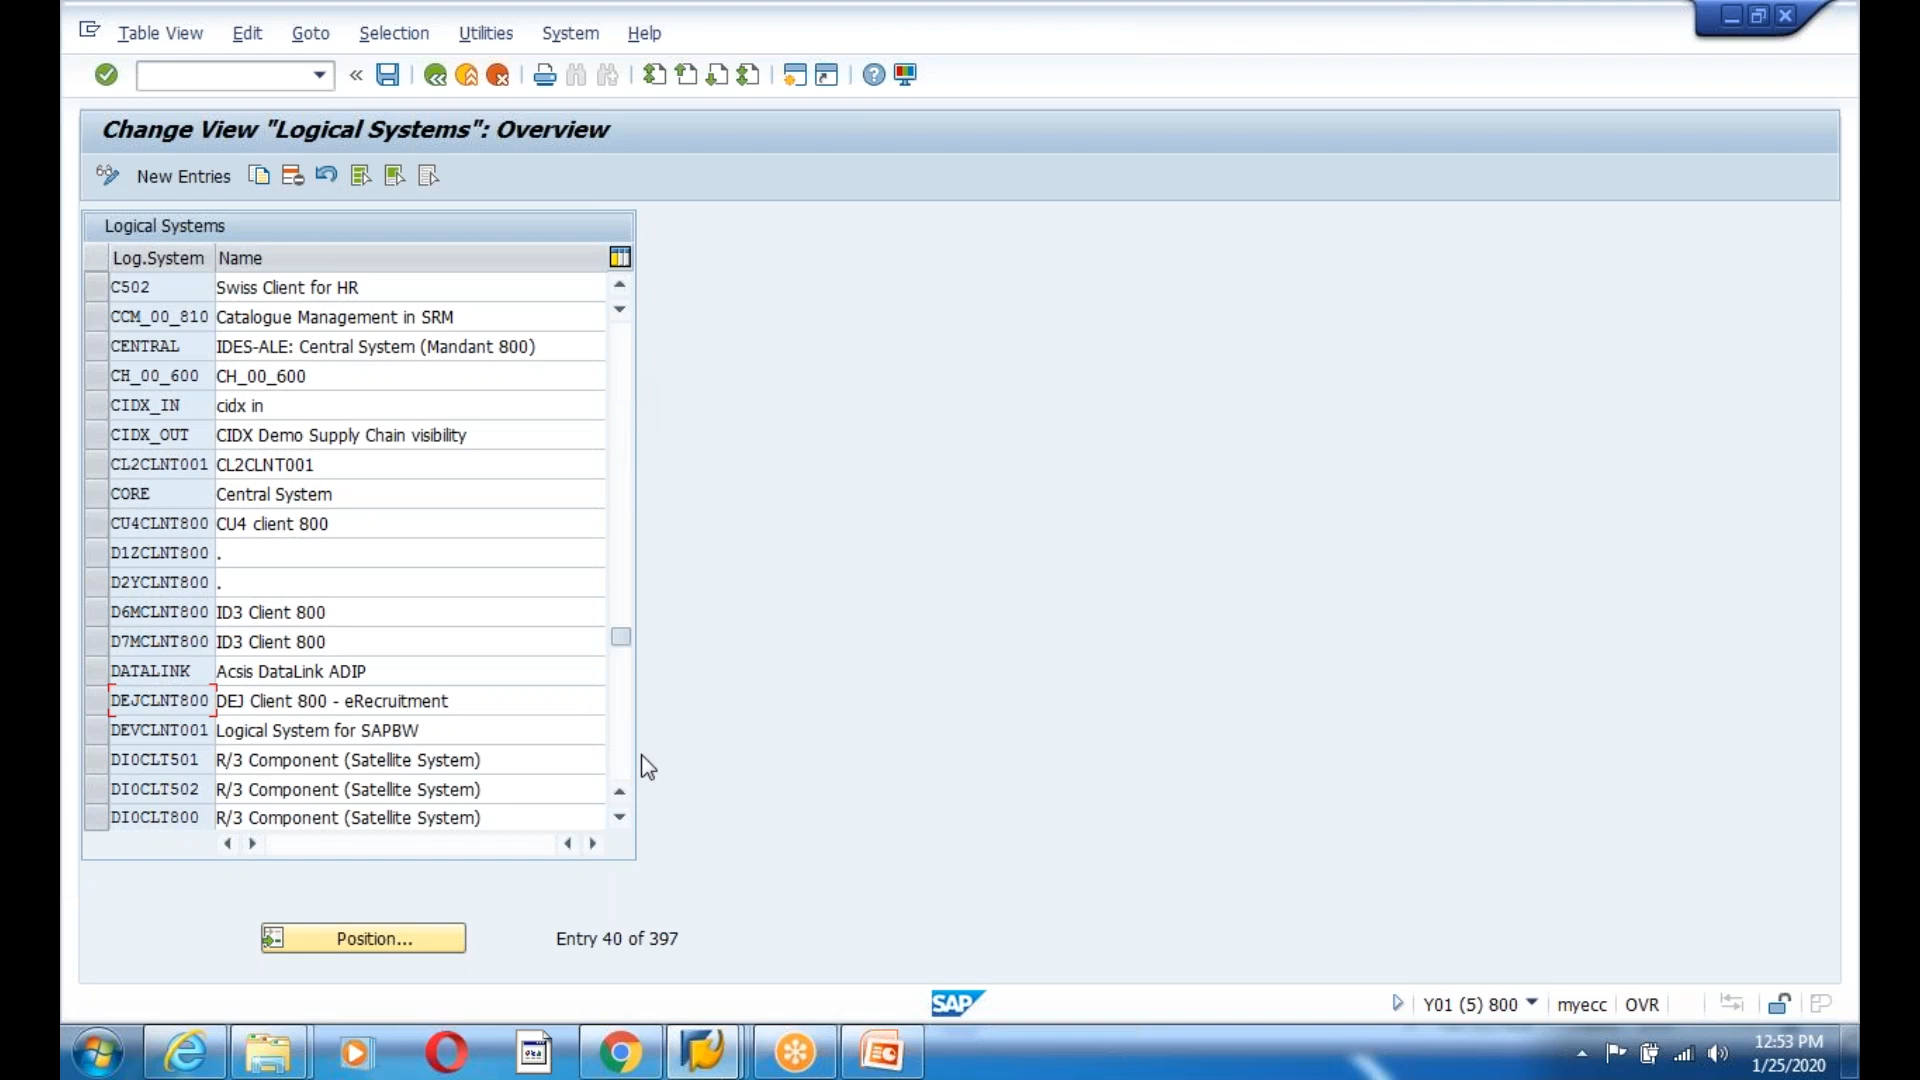 Table View Edit Goto Selection Utilities System Help
Change View "Logical Systems": Overview
New Entries
Logical Systems
Log.System Name
C502 Swiss Client for HR
CCM_00_810 Catalogue Management in SRM
CENTRAL IDES-ALE: Central System (Mandant 800)
CH_00_600 CH_00_600
CIDX_IN cidx in
CIDX_OUT CIDX Demo Supply Chain visibility
CL2CLNT001 CL2CLNT001
CORE Central System
CU4CLNT800 CU4 client 800
D1ZCLNT800 .
D2YCLNT800 .
D6MCLNT800 ID3 Client 800
D7MCLNT800 ID3 Client 800
DATALINK Acsis DataLink ADIP
DEJCLNT800 DEJ Client 800 - eRecruitment
DEVCLNT001 Logical System for SAPBW
DI0CLT501 R/3 Component (Satellite System)
DI0CLT502 R/3 Component (Satellite System)
DI0CLT800 R/3 Component (Satellite System)
Position... Entry 40 of 397
SAP Y01 (5) 800 myecc OVR
12:53 PM
1/25/2020